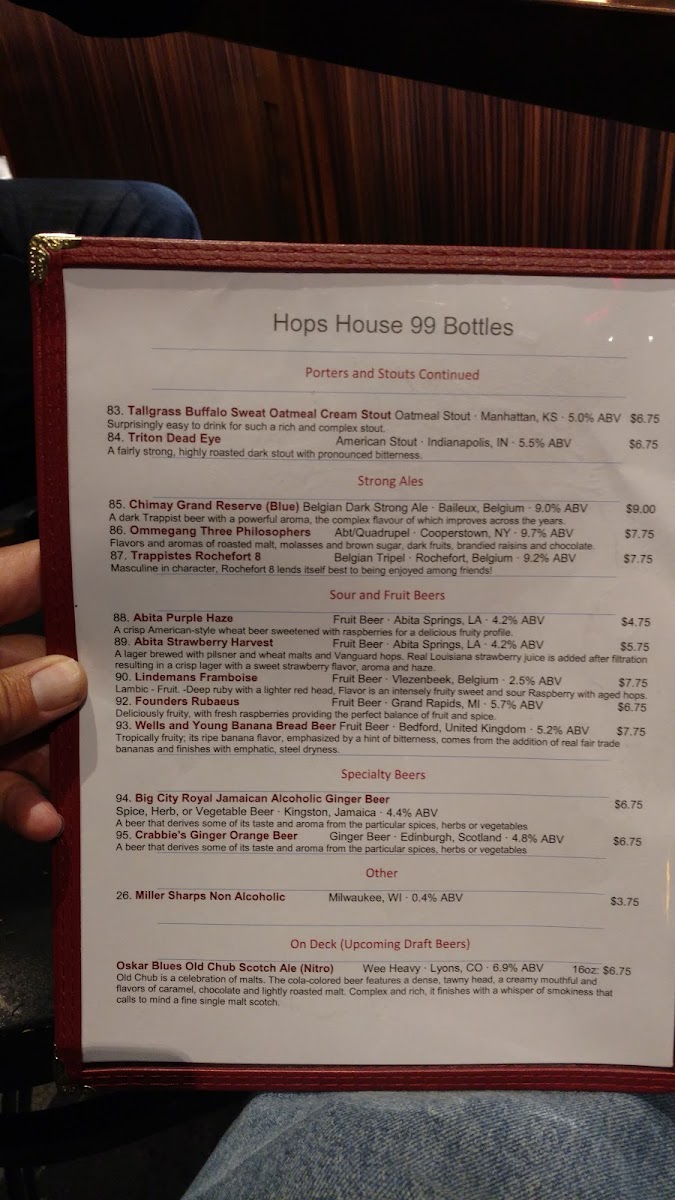 Hops House 99 Bottles
Porters and Stouts Continued
83. Tallgrass Buffalo Sweat Oatmeal Cream Stout Oatmeal Stout · Manhattan, KS · 5.0% ABV $6.75
Surprisingly easy to drink for such a rich and complex stout.
84. Triton Dead Eye American Stout · Indianapolis, IN · 5.5% ABV $6.75
A fairly strong, highly roasted dark stout with pronounced bitterness.
Strong Ales
85. Chimay Grand Reserve (Blue) Belgian Dark Strong Ale · Baileux, Belgium · 9.0% ABV $9.00
A dark Trappist beer with a powerful aroma, the complex flavour of which improves across the years.
86. Ommegang Three Philosophers Abt/Quadrupel · Cooperstown, NY · 9.7% ABV $7.75
Flavors and aromas of roasted malt, molasses and brown sugar, dark fruits, brandied raisins and chocolate.
87. Trappistes Rochefort 8 Belgian Tripel · Rochefort, Belgium · 9.2% ABV $7.75
Masculine in character, Rochefort 8 lends itself best to being enjoyed among friends!
Sour and Fruit Beers
88. Abita Purple Haze Fruit Beer · Abita Springs, LA · 4.2% ABV $4.75
A crisp American-style wheat beer sweetened with raspberries for a delicious fruity profile.
89. Abita Strawberry Harvest Fruit Beer · Abita Springs, LA · 4.2% ABV $5.75
A lager brewed with pilsner and wheat malts and Vanguard hops. Real Louisiana strawberry juice is added after filtration
resulting in a crisp lager with a sweet strawberry flavor, aroma and haze.
90. Lindemans Framboise Fruit Beer · Vlezenbeek, Belgium · 2.5% ABV $7.75
Lambic - Fruit. -Deep ruby with a lighter red head, Flavor is an intensely fruity sweet and sour Raspberry with aged hops.
92. Founders Rubaeus Fruit Beer · Grand Rapids, MI · 5.7% ABV $6.75
Deliciously fruity, with fresh raspberries providing the perfect balance of fruit and spice.
93. Wells and Young Banana Bread Beer Fruit Beer · Bedford, United Kingdom · 5.2% ABV $7.75
Tropically fruity; its ripe banana flavor, emphasized by a hint of bitterness, comes from the addition of real fair trade
bananas and finishes with emphatic, steel dryness.
Specialty Beers
94. Big City Royal Jamaican Alcoholic Ginger Beer $6.75
Spice, Herb, or Vegetable Beer · Kingston, Jamaica · 4.4% ABV
A beer that derives some of its taste and aroma from the particular spices, herbs or vegetables
95. Crabbie's Ginger Orange Beer Ginger Beer · Edinburgh, Scotland · 4.8% ABV $6.75
A beer that derives some of its taste and aroma from the particular spices, herbs or vegetables
Other
26. Miller Sharps Non Alcoholic Milwaukee, WI · 0.4% ABV $3.75
On Deck (Upcoming Draft Beers)
Oskar Blues Old Chub Scotch Ale (Nitro) Wee Heavy · Lyons, CO · 6.9% ABV 16oz: $6.75
Old Chub is a celebration of malts. The cola-colored beer features a dense, tawny head, a creamy mouthful and
flavors of caramel, chocolate and lightly roasted malt. Complex and rich, it finishes with a whisper of smokiness that
calls to mind a fine single malt scotch.